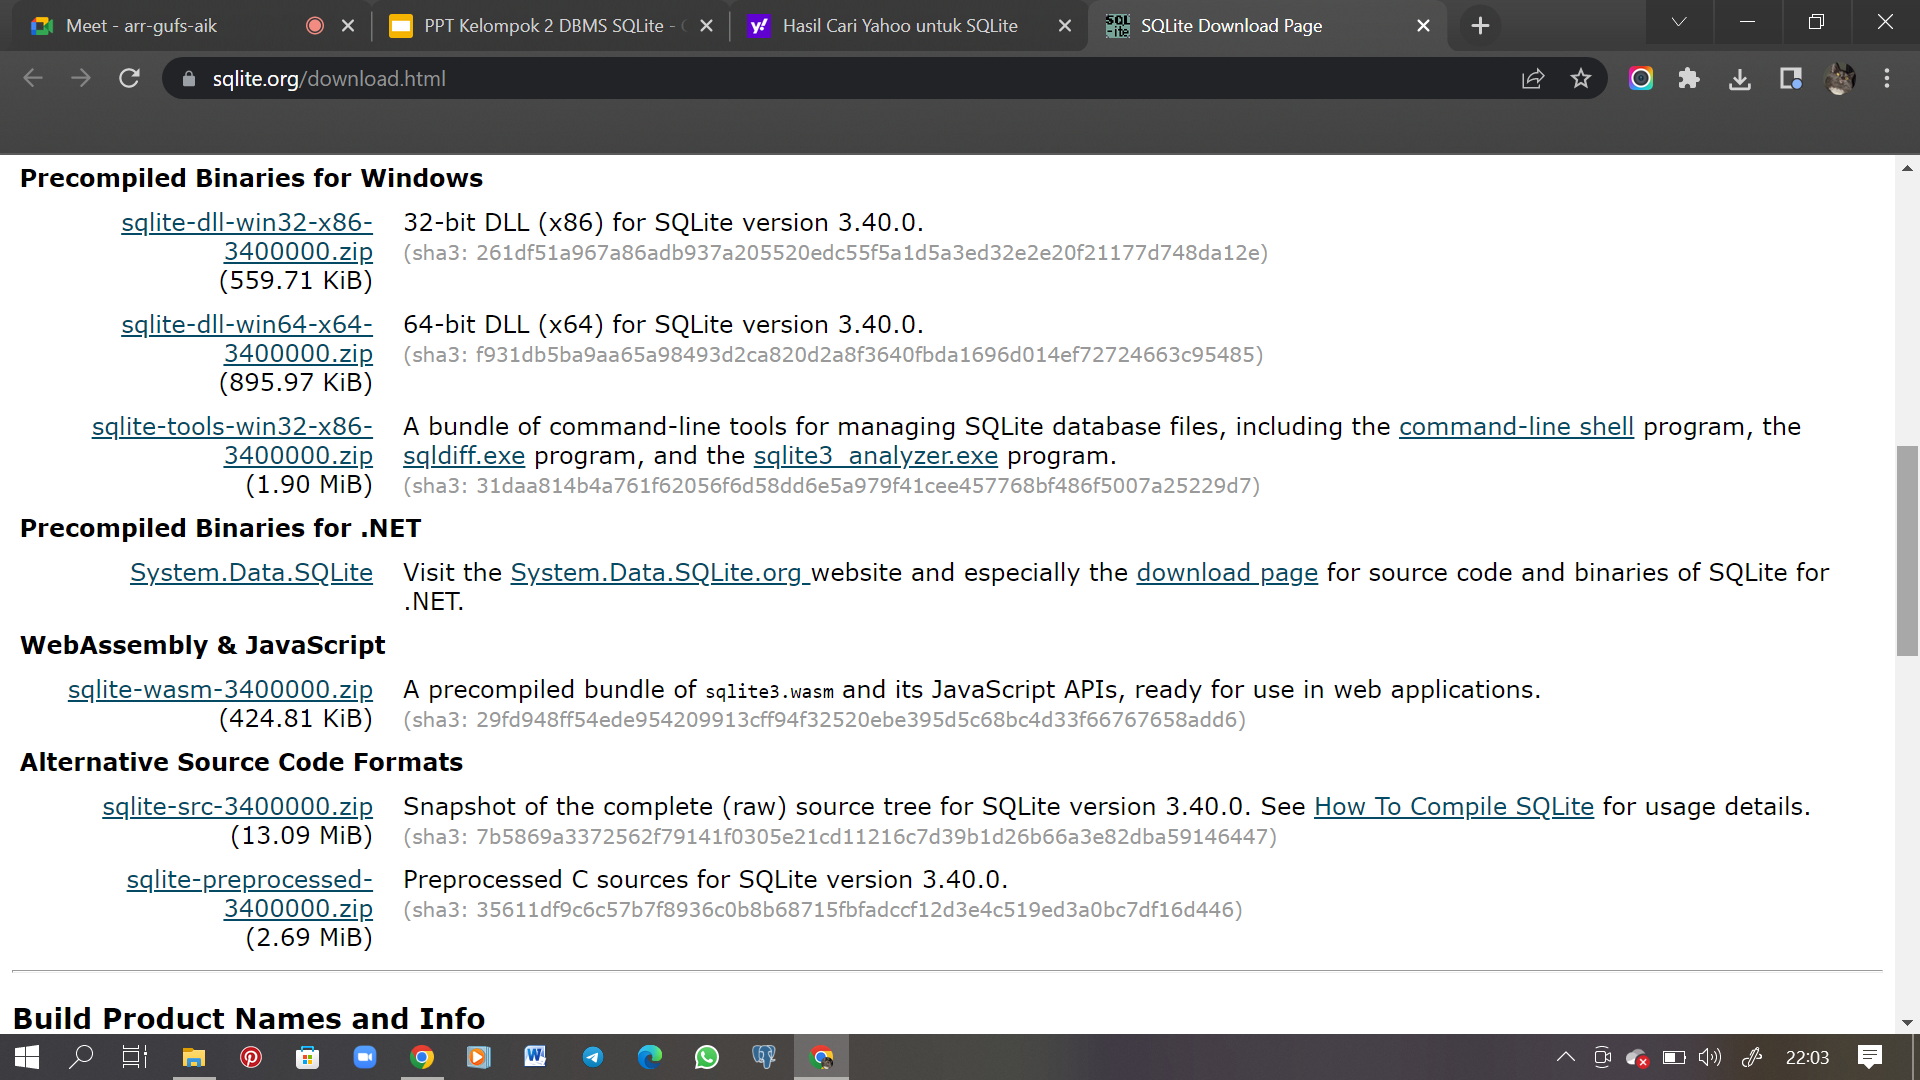 Meet - arr-gufs-aik
PPT Kelompok 2 DBMS SQLite -
Hasil Cari Yahoo untuk SQLite
SQLite Download Page
sqlite.org/download.html
Precompiled Binaries for Windows
sqlite-dll-win32-x86-
3400000.zip
(559.71 KiB)
32-bit DLL (x86) for SQLite version 3.40.0.
(sha3: 261df51a967a86adb937a205520edc55f5a1d5a3ed32e2e20f21177d748da12e)
sqlite-dll-win64-x64-
3400000.zip
(895.97 KiB)
64-bit DLL (x64) for SQLite version 3.40.0.
(sha3: f931db5ba9aa65a98493d2ca820d2a8f3640fbda1696d014ef72724663c95485)
sqlite-tools-win32-x86-
3400000.zip
(1.90 MiB)
A bundle of command-line tools for managing SQLite database files, including the command-line shell program, the
sqldiff.exe program, and the sqlite3_analyzer.exe program.
(sha3: 31daa814b4a761f62056f6d58dd6e5a979f41cee457768bf486f5007a25229d7)
Precompiled Binaries for .NET
System.Data.SQLite
Visit the System.Data.SQLite.org website and especially the download page for source code and binaries of SQLite for
.NET.
WebAssembly & JavaScript
sqlite-wasm-3400000.zip
(424.81 KiB)
A precompiled bundle of sqlite3.wasm and its JavaScript APIs, ready for use in web applications.
(sha3: 29fd948ff54ede954209913cff94f32520ebe395d5c68bc4d33f66767658add6)
Alternative Source Code Formats
sqlite-src-3400000.zip
(13.09 MiB)
Snapshot of the complete (raw) source tree for SQLite version 3.40.0. See How To Compile SQLite for usage details.
(sha3: 7b5869a3372562f79141f0305e21cd11216c7d39b1d26b66a3e82dba59146447)
sqlite-preprocessed-
3400000.zip
(2.69 MiB)
Preprocessed C sources for SQLite version 3.40.0.
(sha3: 35611df9c6c57b7f8936c0b8b68715fbfadccf12d3e4c519ed3a0bc7df16d446)
Build Product Names and Info
22:03